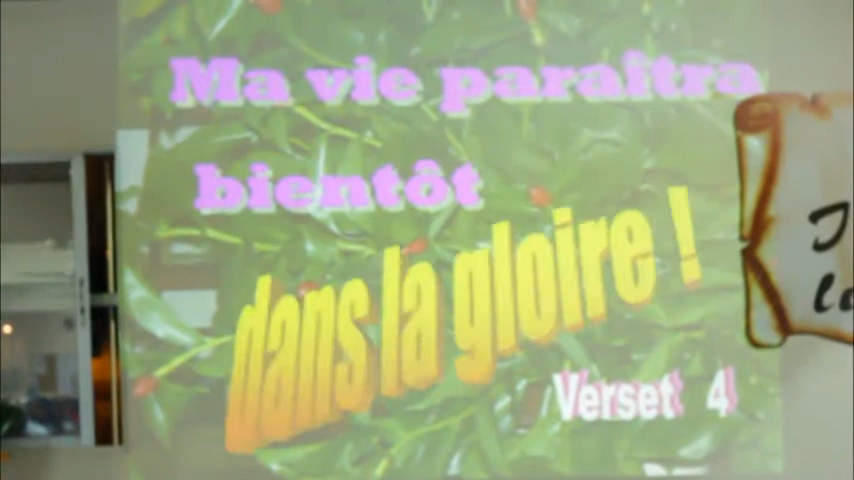 Ma vie paraîtra
bientôt
dans la gloire !
Verset 4